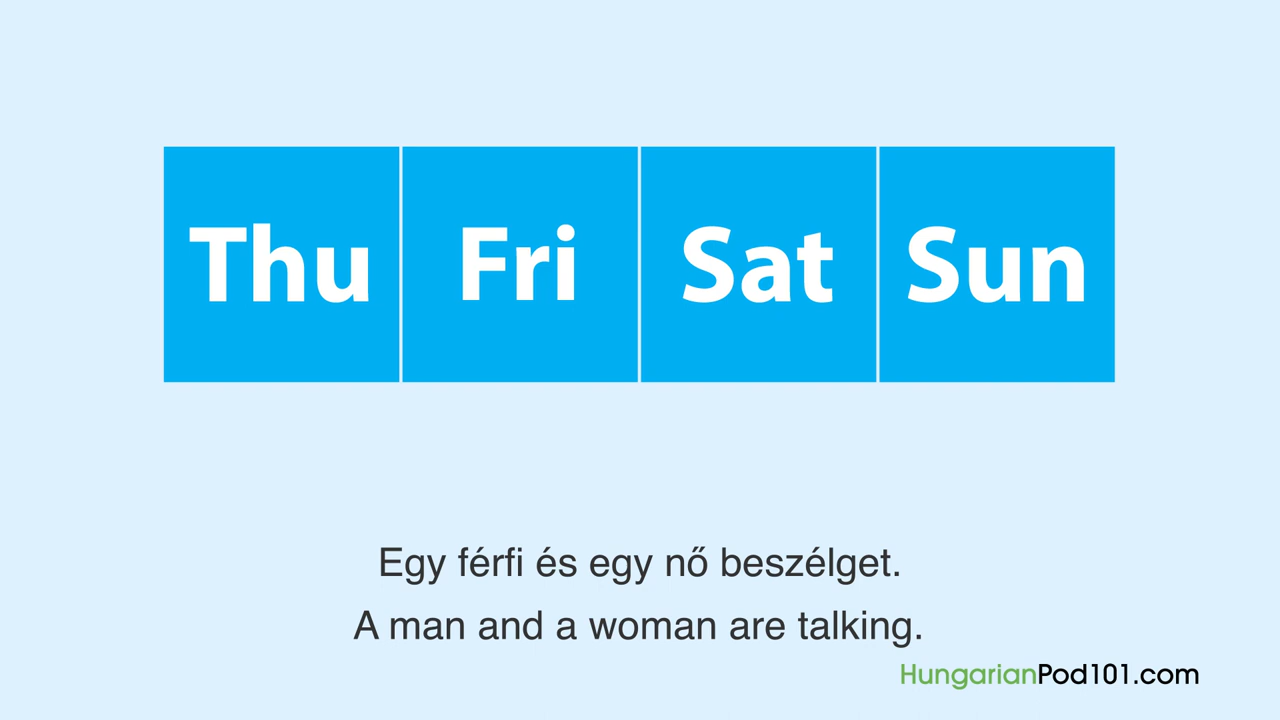 Thu Fri Sat Sun
Egy férfi és egy nő beszélget.
A man and a woman are talking.
HungarianPod101.com